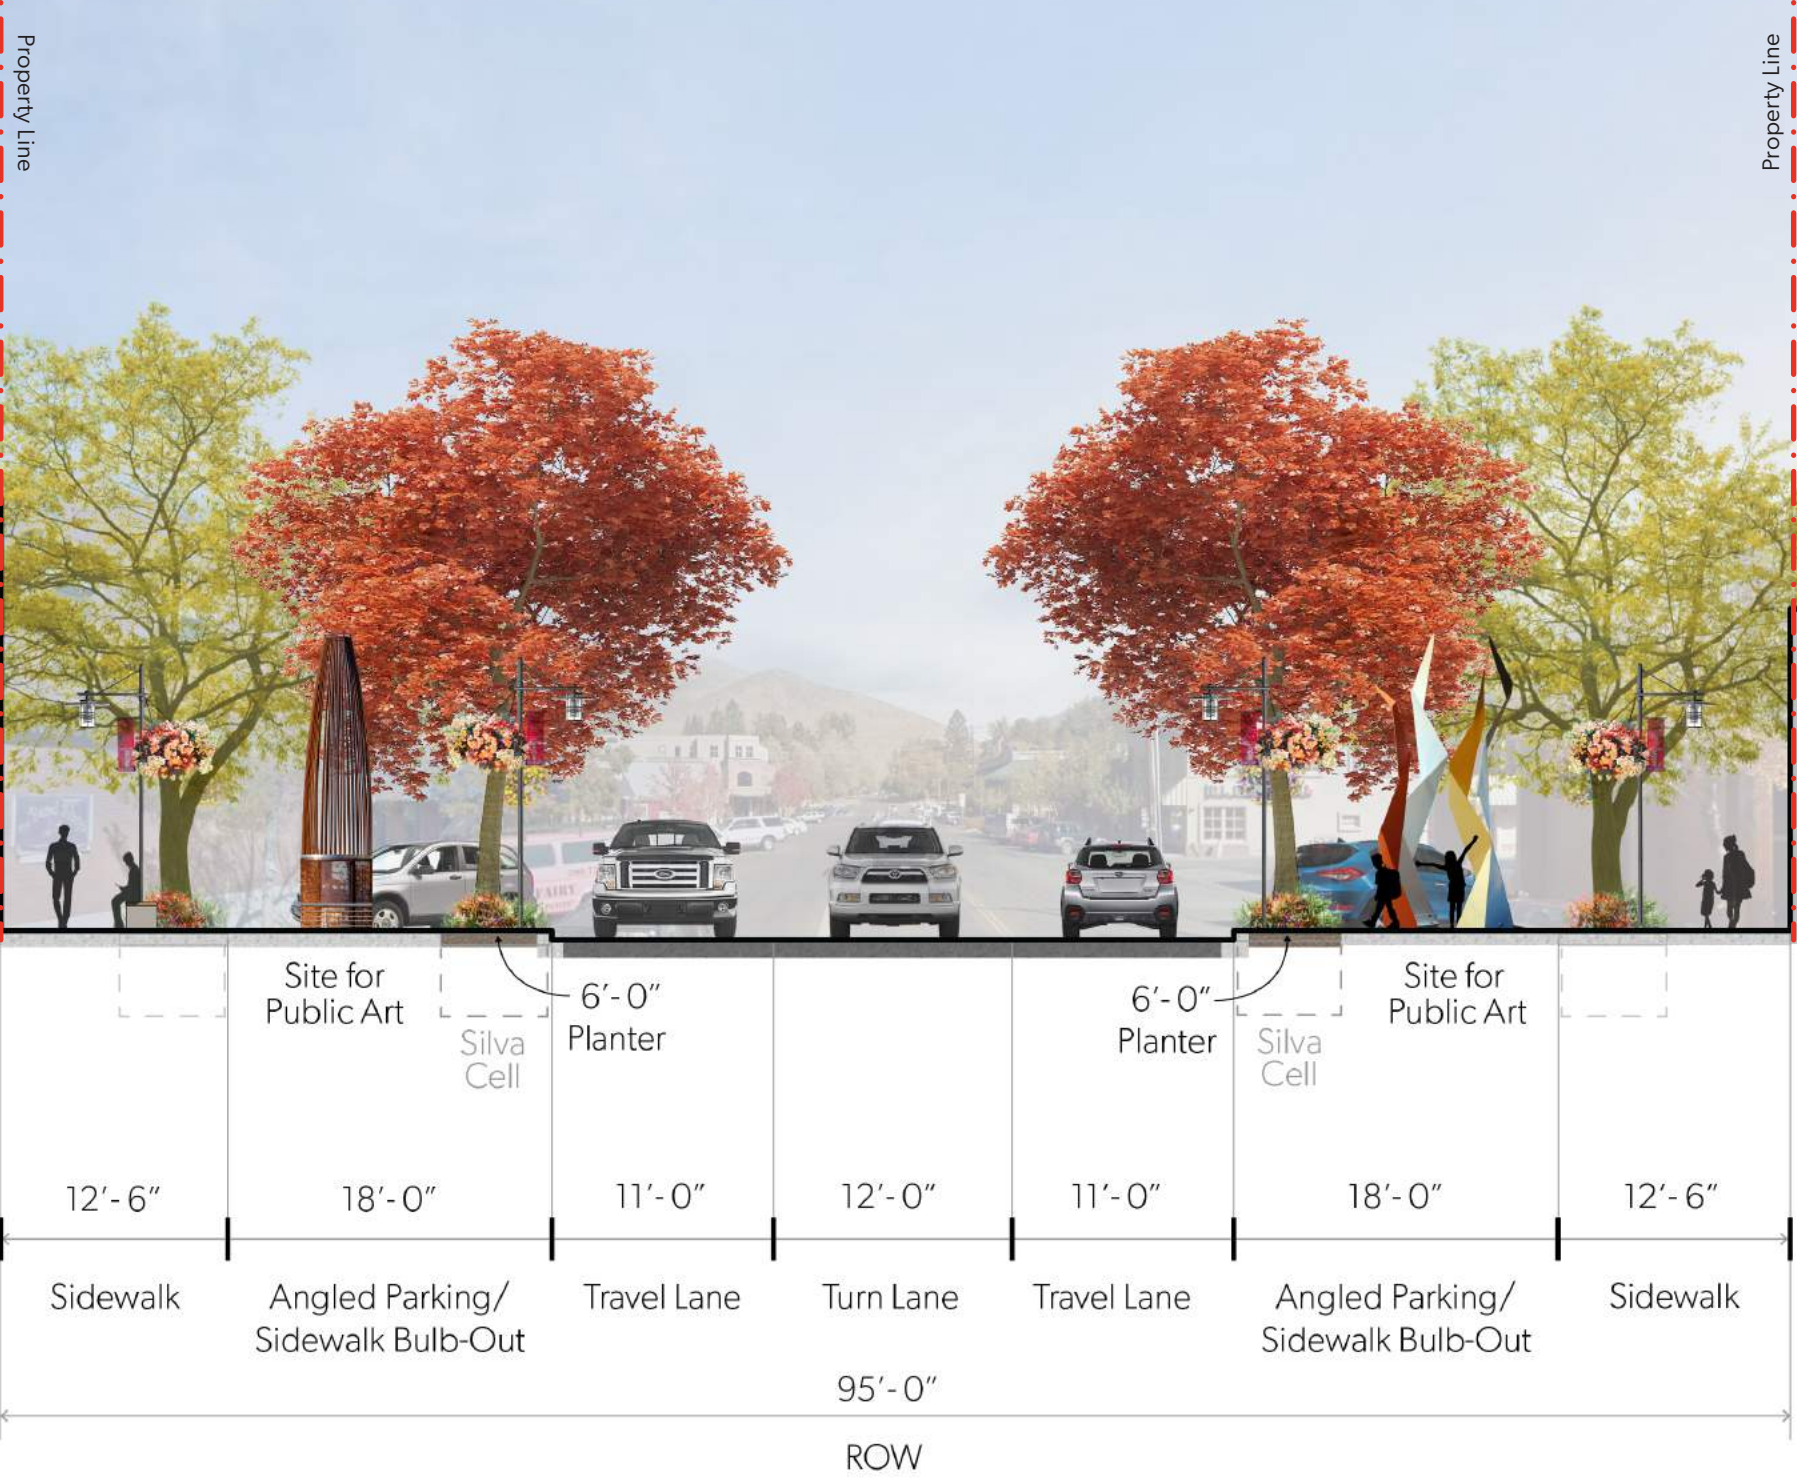 Property Line
Property Line
Site for
Public Art
6'-0"
Planter
Silva
Cell
6'-0"
Planter
Silva
Cell
Site for
Public Art
12'-6"
18'-0"
11'-0"
12'-0"
11'-0"
18'-0"
12'-6"
Sidewalk
Angled Parking/
Sidewalk Bulb-Out
Travel Lane
Turn Lane
Travel Lane
Angled Parking/
Sidewalk Bulb-Out
Sidewalk
95'-0"
ROW